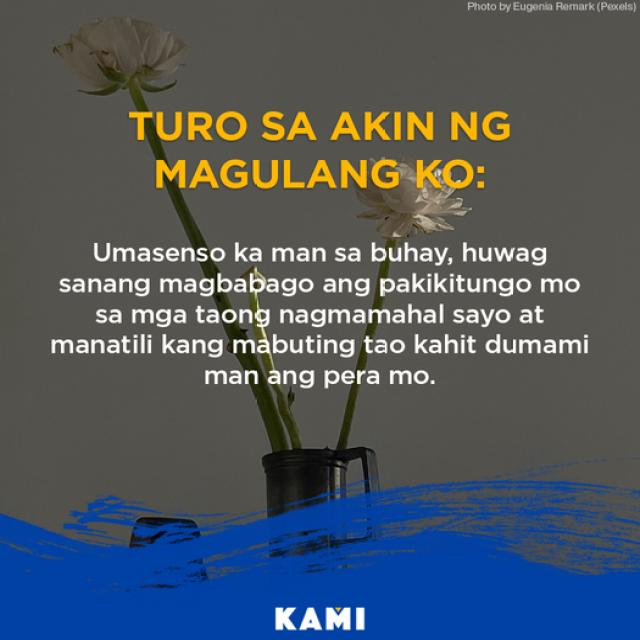 Photo by Eugenia Remark (Pexels)
TURO SA AKIN NG
MAGULANG KO:
Umasenso ka man sa buhay, huwag
sanang magbabago ang pakikitungo mo
sa mga taong nagmamahal sayo at
manatili kang mabuting tao kahit dumami
man ang pera mo.
KAMI